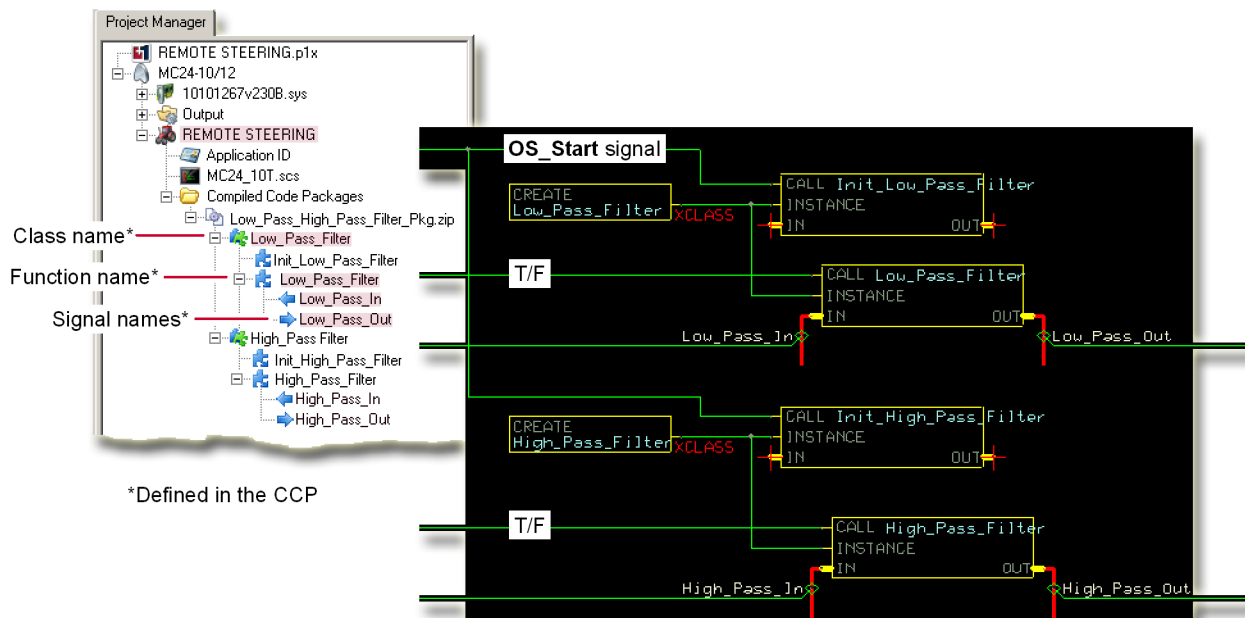 Project Manager
REMOTE STEERING.p1x
MC24-10/12
10101267v230B.sys
Output
REMOTE STEERING
Application ID
MC24_10T.scs
Compiled Code Packages
Low_Pass_High_Pass_Filter_Pkg.zip
Class name*
Low_Pass_Filter
Init_Low_Pass_Filter
Function name*
Low_Pass_Filter
Low_Pass_In
Signal names*
Low_Pass_Out
High_Pass Filter
Init_High_Pass_Filter
High_Pass_Filter
High_Pass_In
High_Pass_Out
*Defined in the CCP
OS_Start signal
CREATE
Low_Pass_Filter
XCLASS
CALL Init_Low_Pass_Filter
INSTANCE
IN OUT
T/F
CALL Low_Pass_Filter
INSTANCE
IN OUT
Low_Pass_In
Low_Pass_Out
CREATE
High_Pass_Filter
XCLASS
CALL Init_High_Pass_Filter
INSTANCE
IN OUT
T/F
CALL High_Pass_Filter
INSTANCE
IN OUT
High_Pass_In
High_Pass_Out